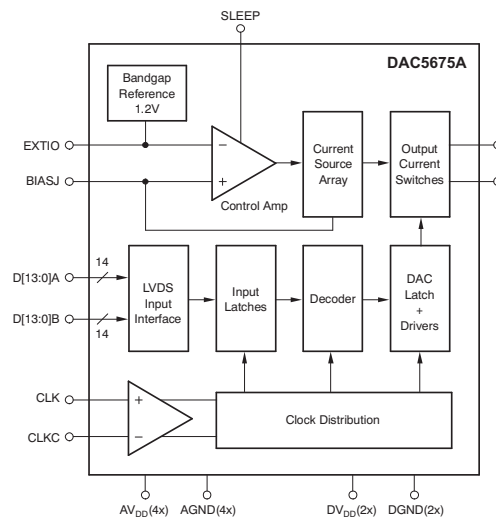 SLEEP
DAC5675A
Bandgap
Reference
1.2V
EXTIO
BIASJ
−
+
Control Amp
Current
Source
Array
Output
Current
Switches
14
D[13:0]A
D[13:0]B
14
LVDS
Input
Interface
Input
Latches
Decoder
DAC
Latch
+
Drivers
CLK
CLKC
+
−
Clock Distribution
AVDD(4x)
AGND(4x)
DVDD(2x)
DGND(2x)